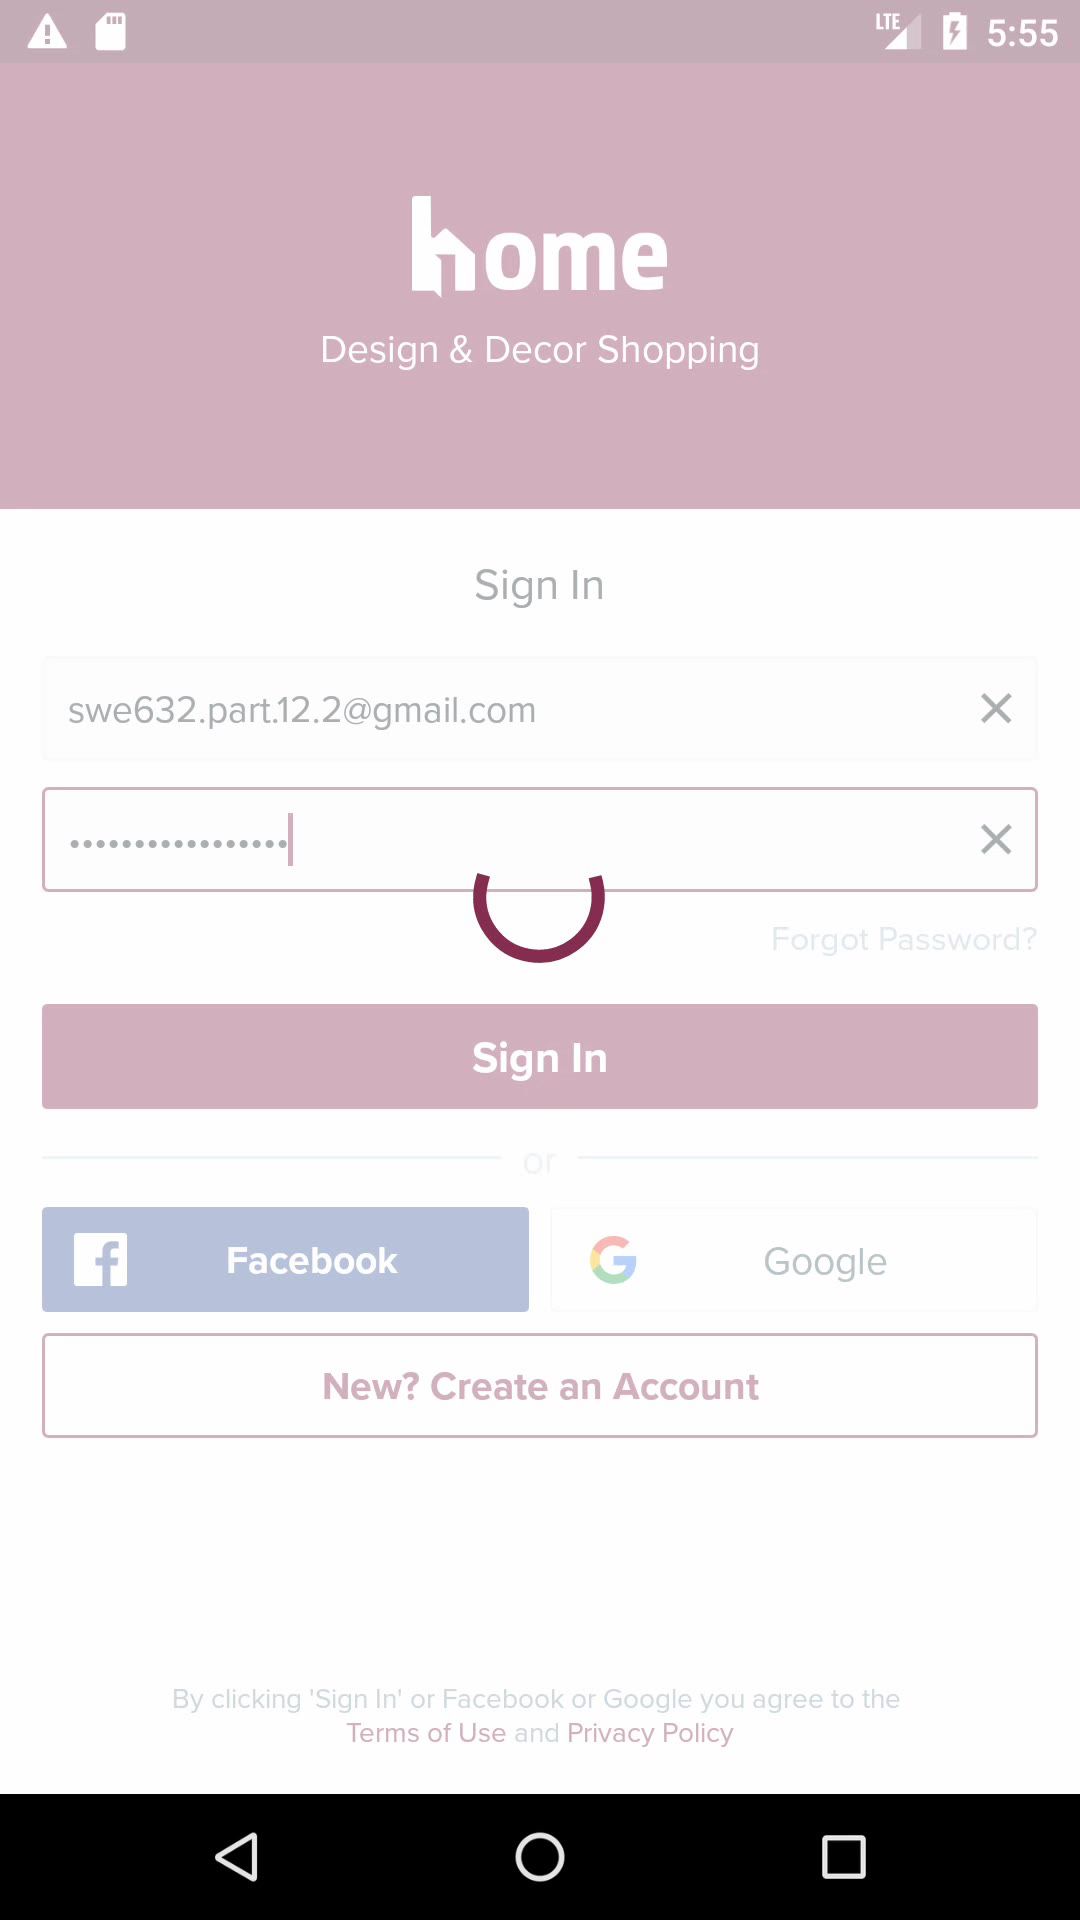 LTE 5:55
home
Design & Decor Shopping
Sign In
swe632.part.12.2@gmail.com
•••••••••••••••••
Forgot Password?
Sign In
or
Facebook
Google
New? Create an Account
By clicking 'Sign In' or Facebook or Google you agree to the
Terms of Use and Privacy Policy